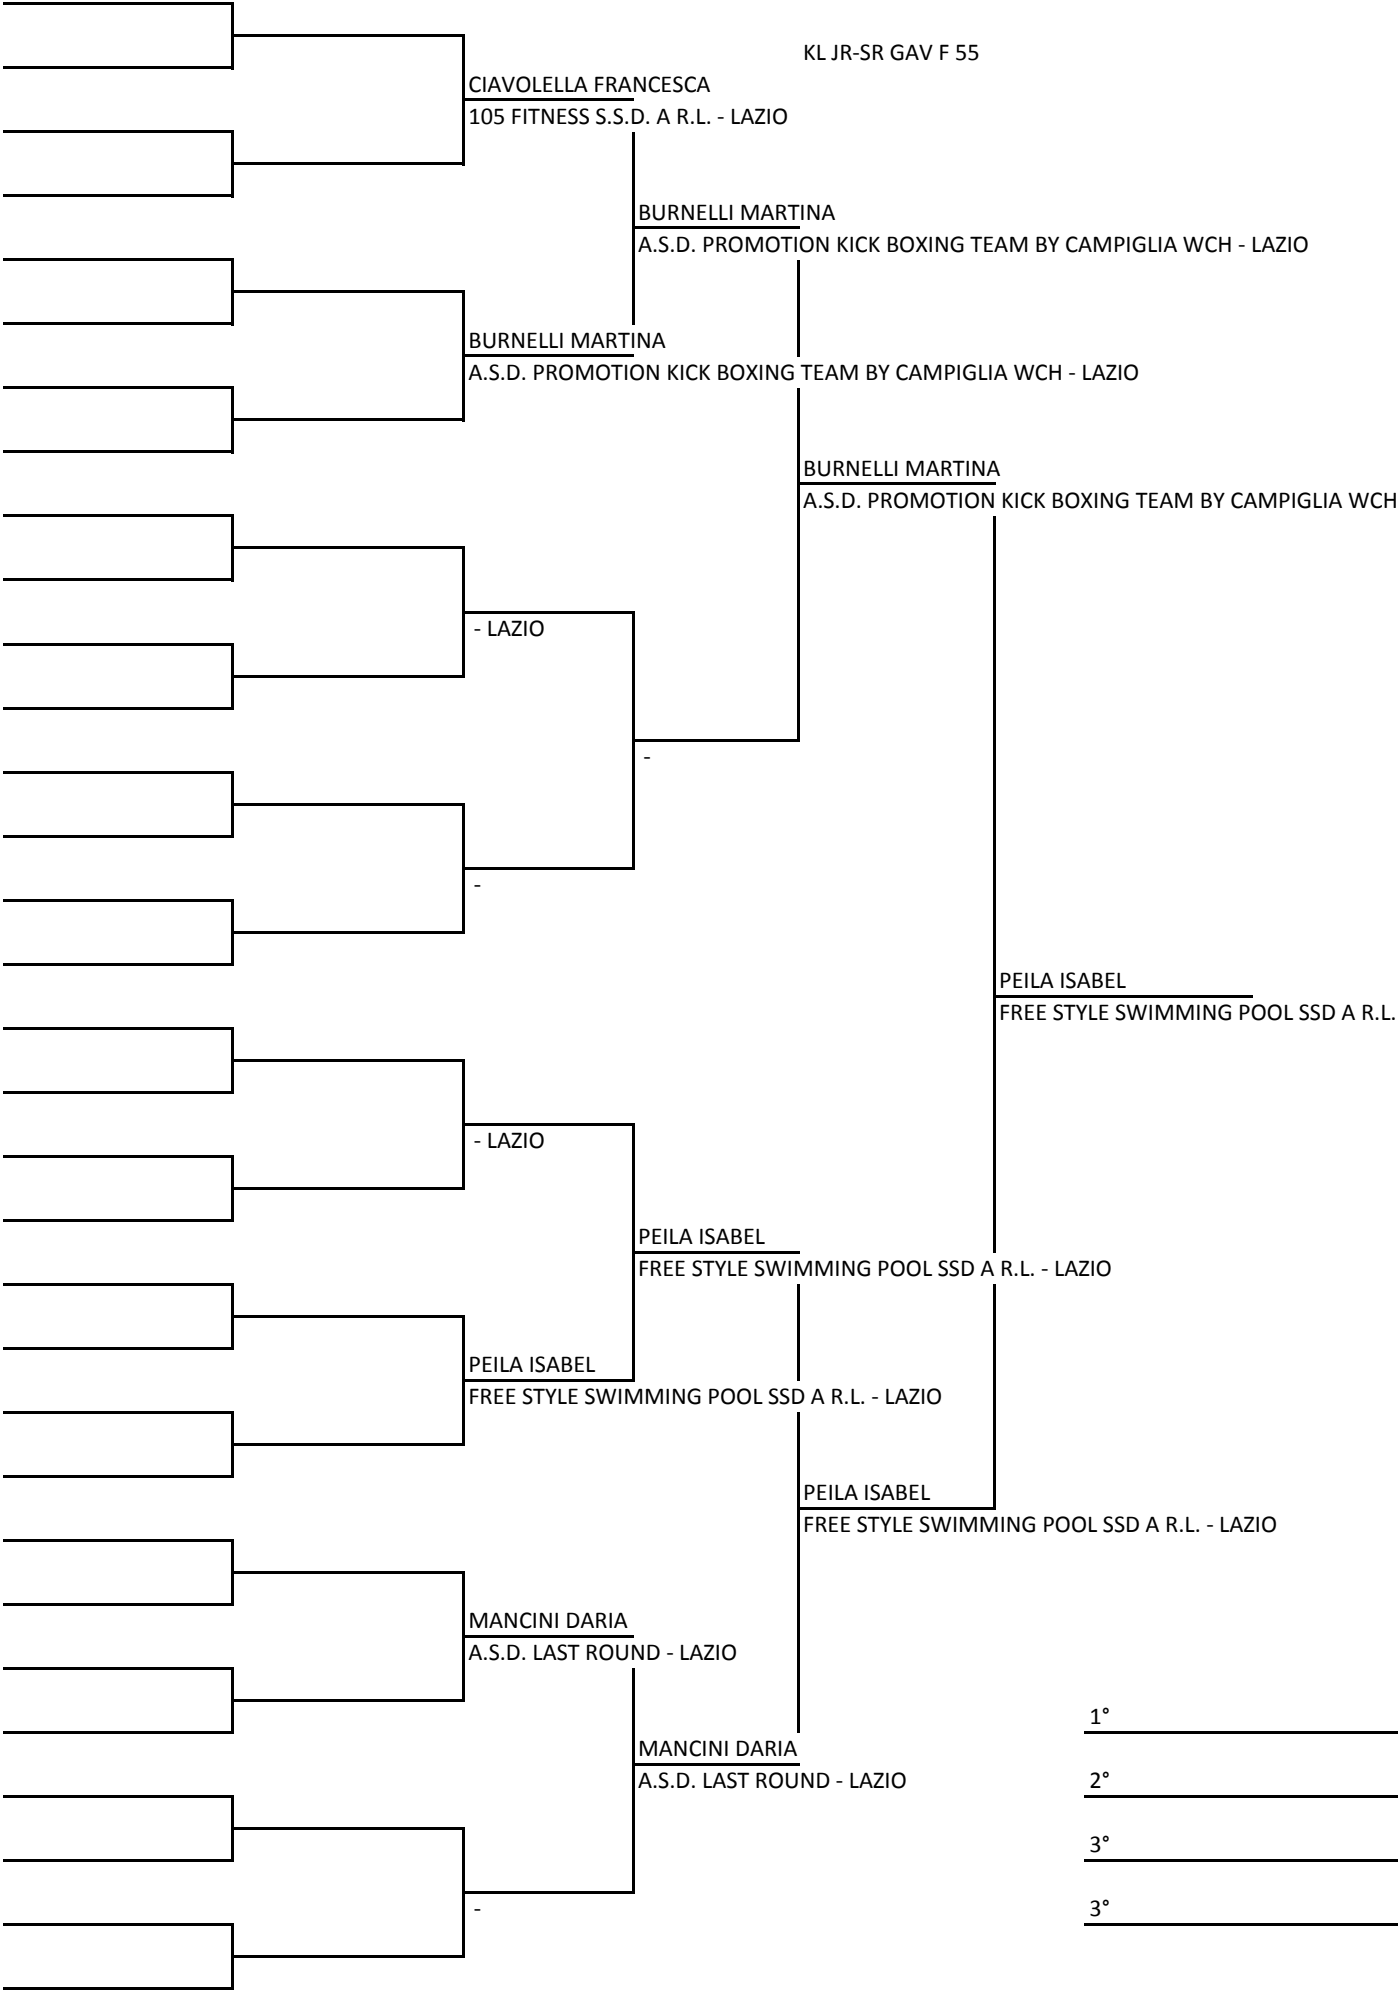 KL JR-SR GAV F 55
CIAVOLELLA FRANCESCA
105 FITNESS S.S.D. A R.L. - LAZIO
BURNELLI MARTINA
A.S.D. PROMOTION KICK BOXING TEAM BY CAMPIGLIA WCH - LAZIO
BURNELLI MARTINA
A.S.D. PROMOTION KICK BOXING TEAM BY CAMPIGLIA WCH - LAZIO
BURNELLI MARTINA
A.S.D. PROMOTION KICK BOXING TEAM BY CAMPIGLIA WCH
- LAZIO
-
-
PEILA ISABEL
FREE STYLE SWIMMING POOL SSD A R.L.
- LAZIO
PEILA ISABEL
FREE STYLE SWIMMING POOL SSD A R.L. - LAZIO
PEILA ISABEL
FREE STYLE SWIMMING POOL SSD A R.L. - LAZIO
PEILA ISABEL
FREE STYLE SWIMMING POOL SSD A R.L. - LAZIO
MANCINI DARIA
A.S.D. LAST ROUND - LAZIO
1°
MANCINI DARIA
A.S.D. LAST ROUND - LAZIO
2°
3°
3°
-